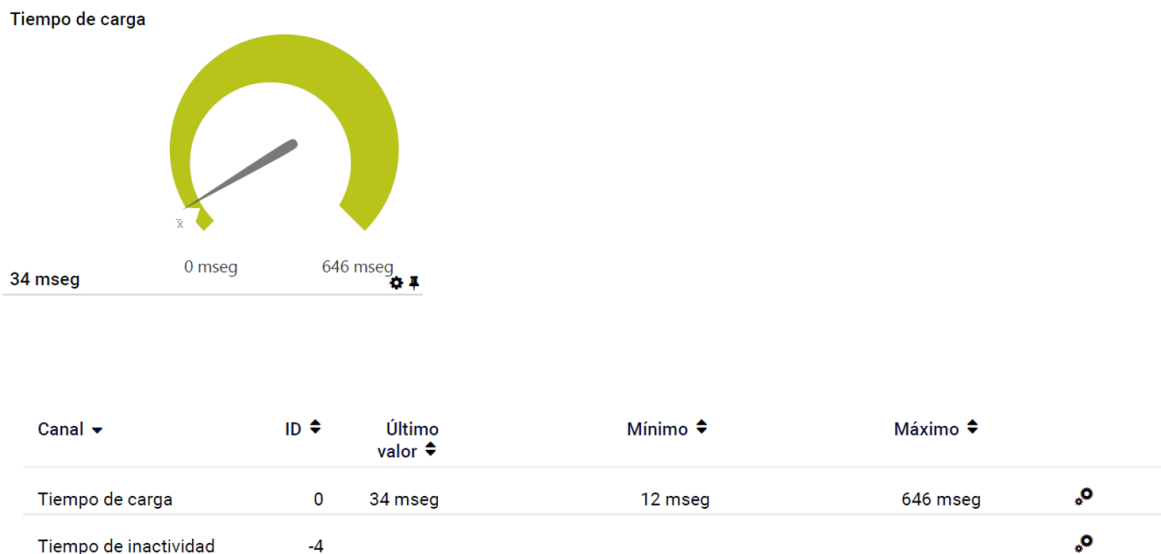 Tiempo de carga
x̄
0 mseg 646 mseg
34 mseg
Canal ID Último valor Mínimo Máximo
Tiempo de carga 0 34 mseg 12 mseg 646 mseg
Tiempo de inactividad -4